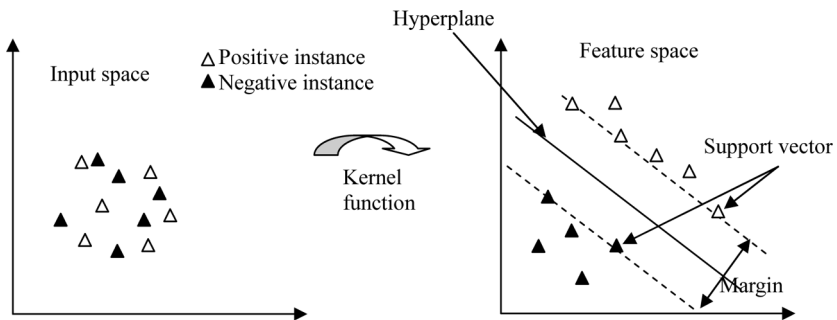 Hyperplane
Input space
Positive instance
Negative instance
Feature space
Kernel
function
Support vector
Margin